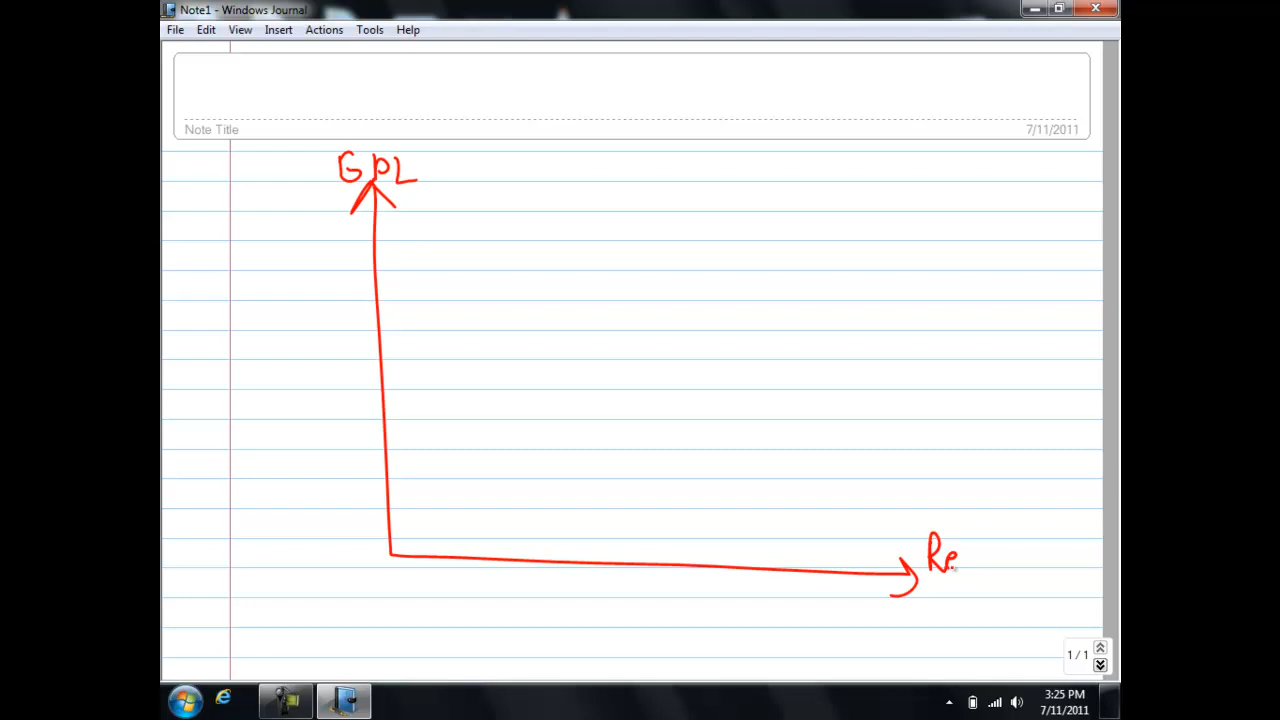 Note1 - Windows Journal
File Edit View Insert Actions Tools Help
Note Title
7/11/2011
GPL
Re
1 / 1
3:25 PM
7/11/2011